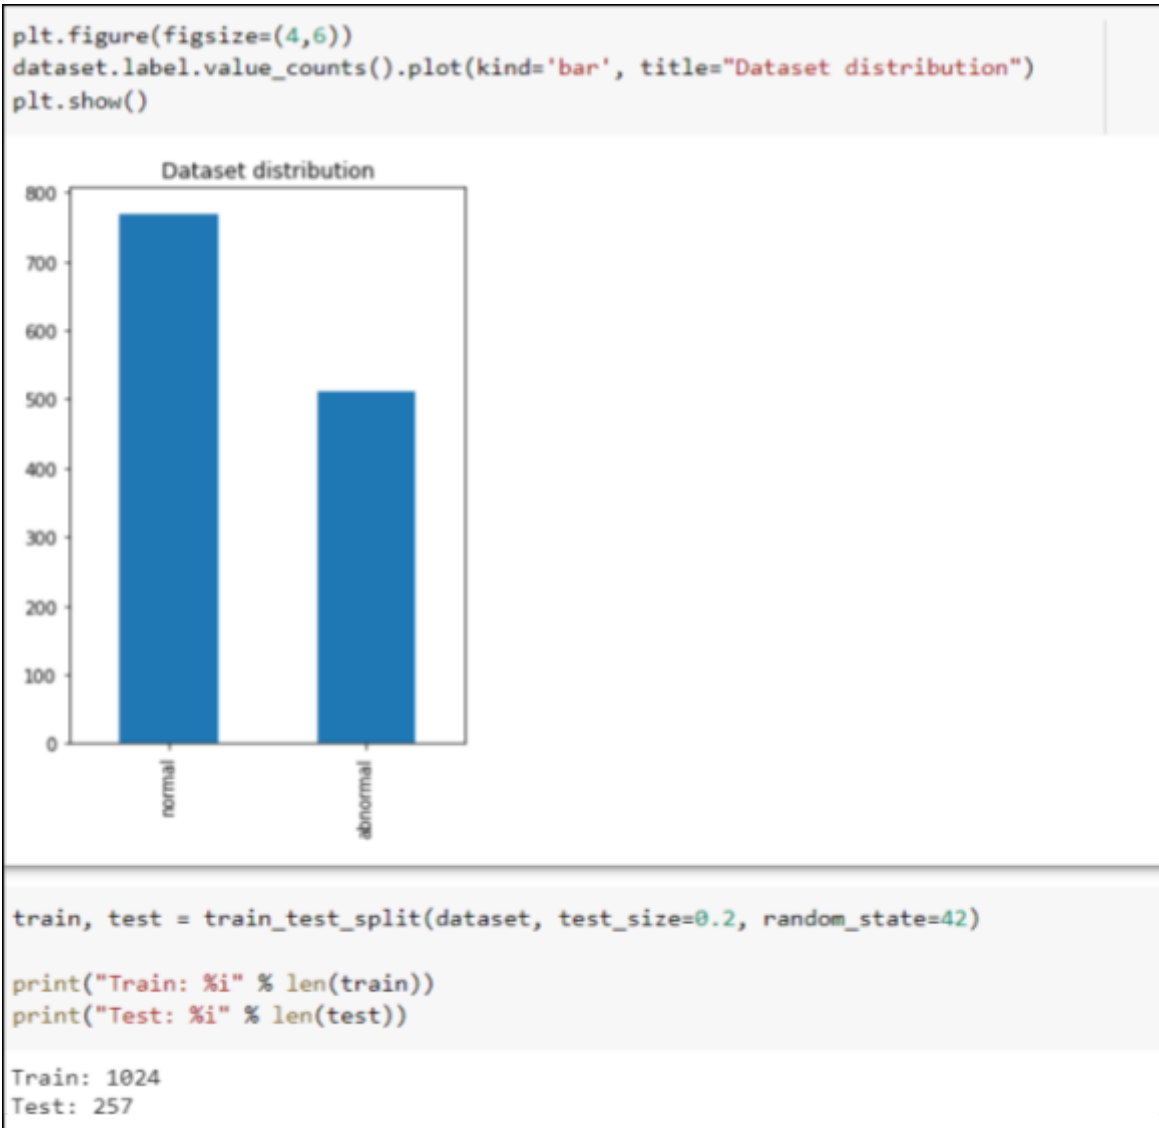 plt.figure(figsize=(4,6))
dataset.label.value_counts().plot(kind='bar', title="Dataset distribution")
plt.show()
Dataset distribution
800
700
600
500
400
300
200
100
0
normal
abnormal
train, test = train_test_split(dataset, test_size=0.2, random_state=42)
print("Train: %i" % len(train))
print("Test: %i" % len(test))
Train: 1024
Test: 257